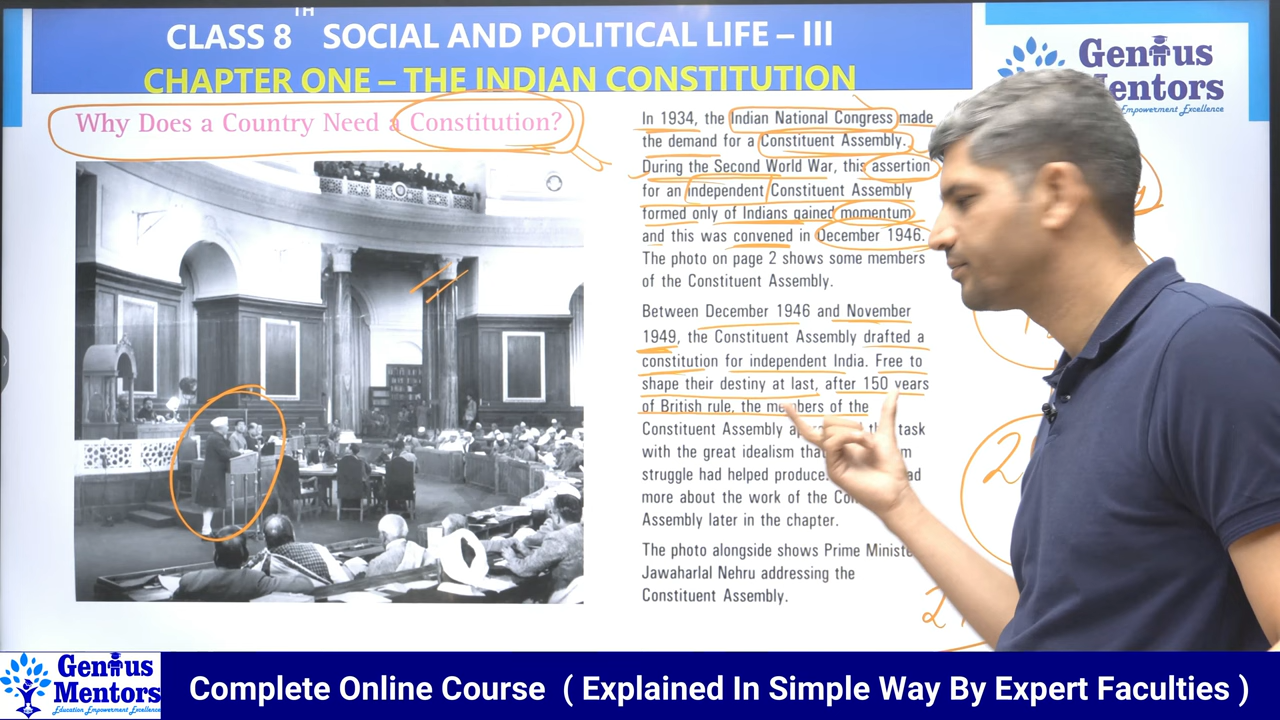 CLASS 8TH SOCIAL AND POLITICAL LIFE – III
CHAPTER ONE – THE INDIAN CONSTITUTION
Genius
Mentors
Empowerment Excellence
Why Does a Country Need a Constitution?
In 1934, the Indian National Congress made
the demand for a Constituent Assembly.
During the Second World War, this assertion
for an independent Constituent Assembly
formed only of Indians gained momentum
and this was convened in December 1946.
The photo on page 2 shows some members
of the Constituent Assembly.
Between December 1946 and November
1949, the Constituent Assembly drafted a
constitution for independent India. Free to
shape their destiny at last, after 150 years
of British rule, the members of the
Constituent Assembly task
with the great idealism
struggle had helped
more about the work of the
Assembly later in the chapter.
The photo alongside shows Prime
Jawaharlal Nehru addressing the
Constituent Assembly.
Genius
Mentors
Education Empowerment Excellence
Complete Online Course ( Explained In Simple Way By Expert Faculties )